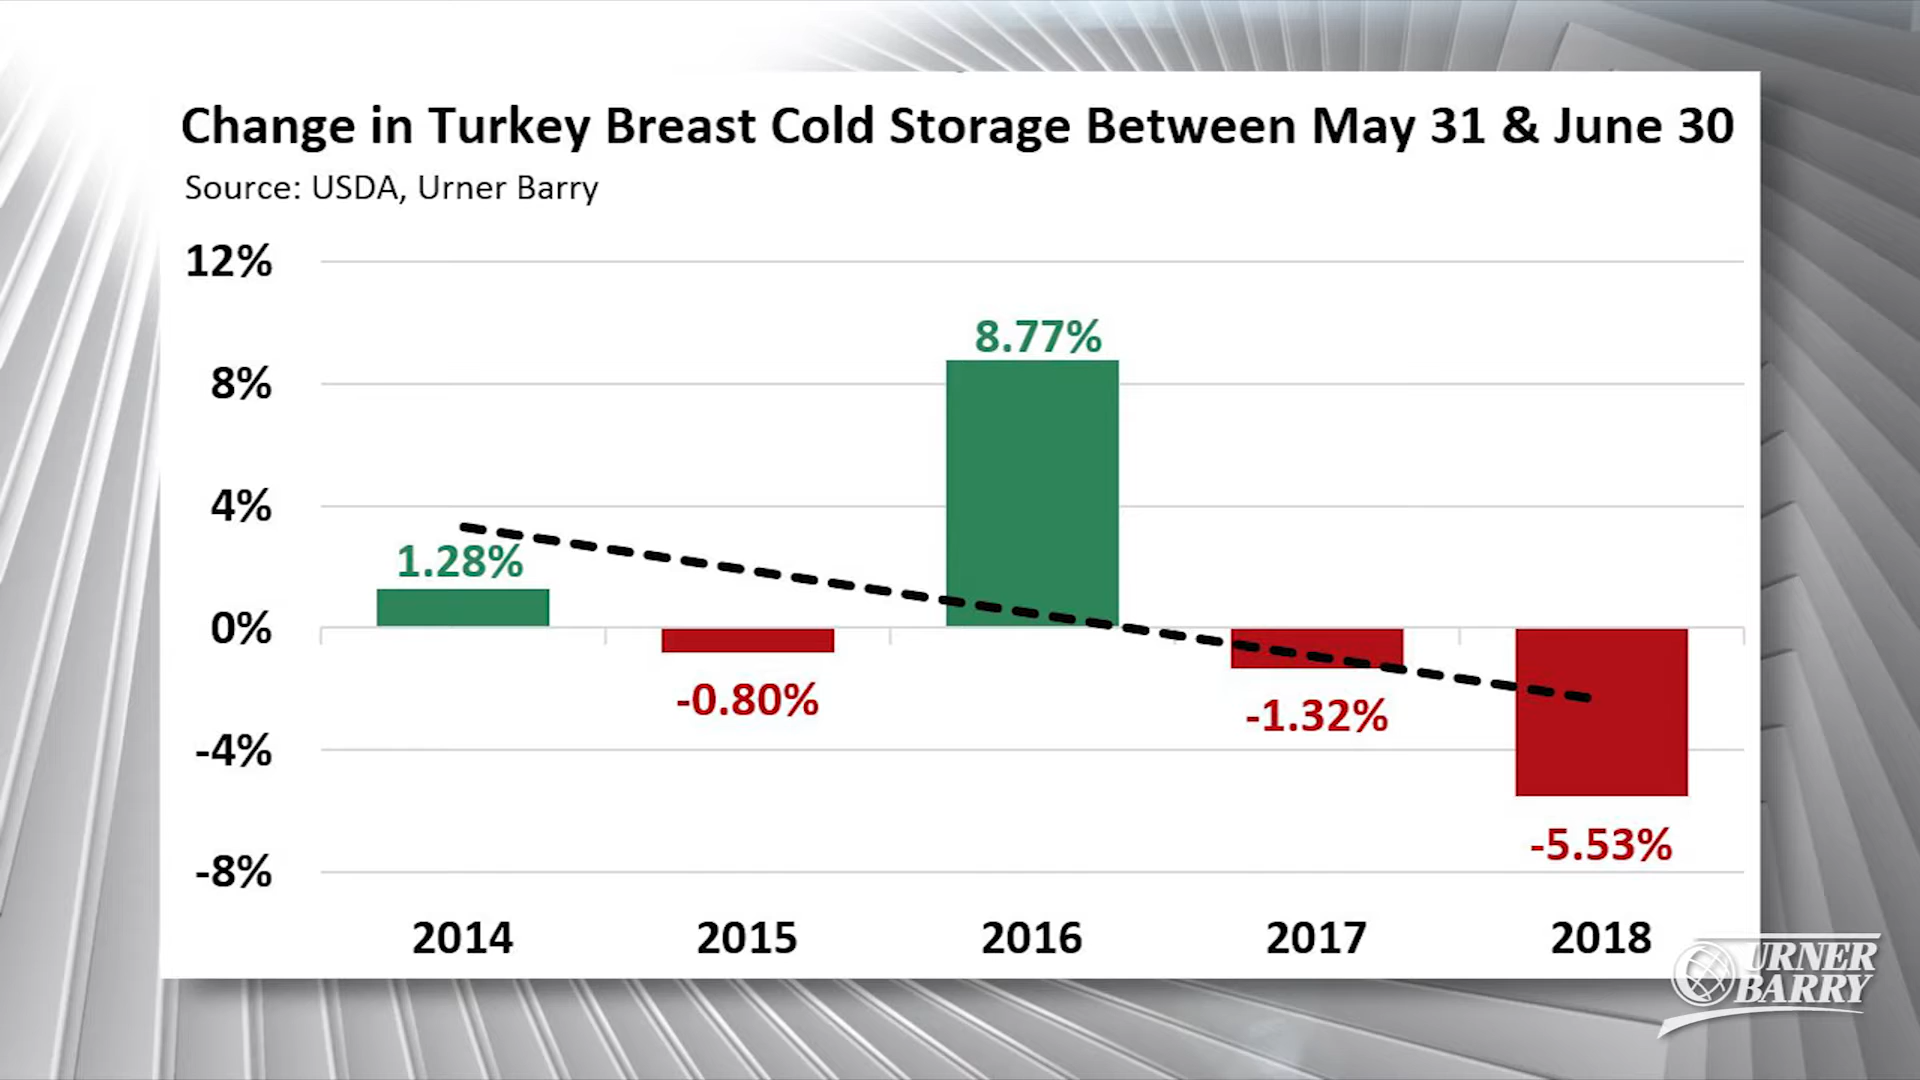 Change in Turkey Breast Cold Storage Between May 31 & June 30
Source: USDA, Urner Barry
12%
8%
4%
0%
-4%
-8%
1.28%
-0.80%
8.77%
-1.32%
-5.53%
2014 2015 2016 2017 2018
URNER
BARRY